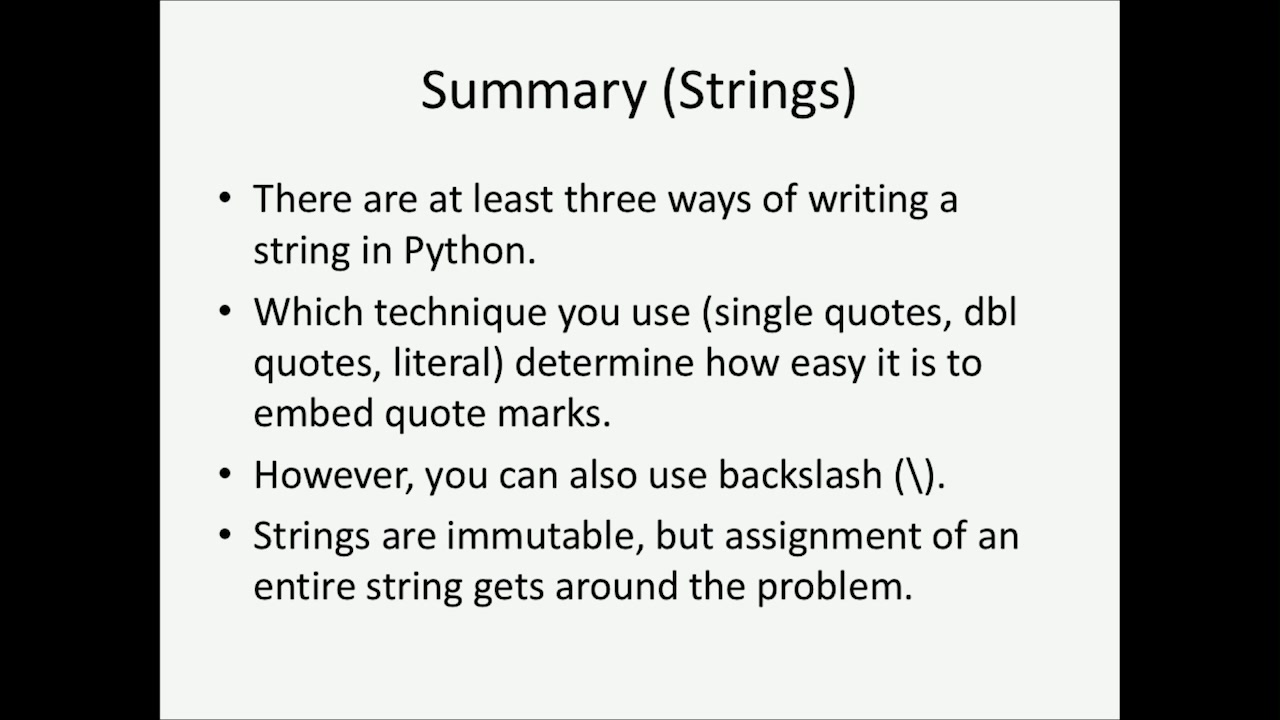 Summary (Strings)
• There are at least three ways of writing a
string in Python.
• Which technique you use (single quotes, dbl
quotes, literal) determine how easy it is to
embed quote marks.
• However, you can also use backslash (\).
• Strings are immutable, but assignment of an
entire string gets around the problem.